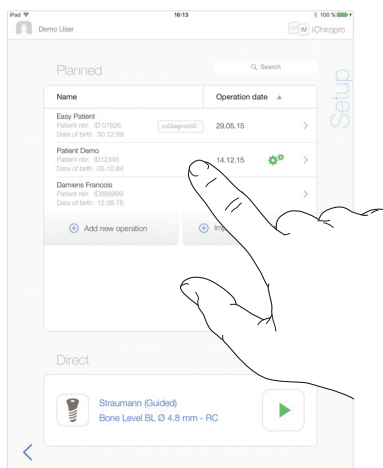 iPad
16:13
100 %
Demo User
iChiropro
Planned
Search
Setup
Name
Operation date
Easy Patient
Patient nbr. ID 07826
Date of birth 30.12.99
coDiagnostiX
29.05.15
Patient Demo
Patient nbr. ID12345
Date of birth 05.10.84
14.12.15
Damiens Francois
Patient nbr. ID888999
Date of birth 12.08.78
Add new operation
Direct
Straumann (Guided)
Bone Level BL Ø 4.8 mm - RC